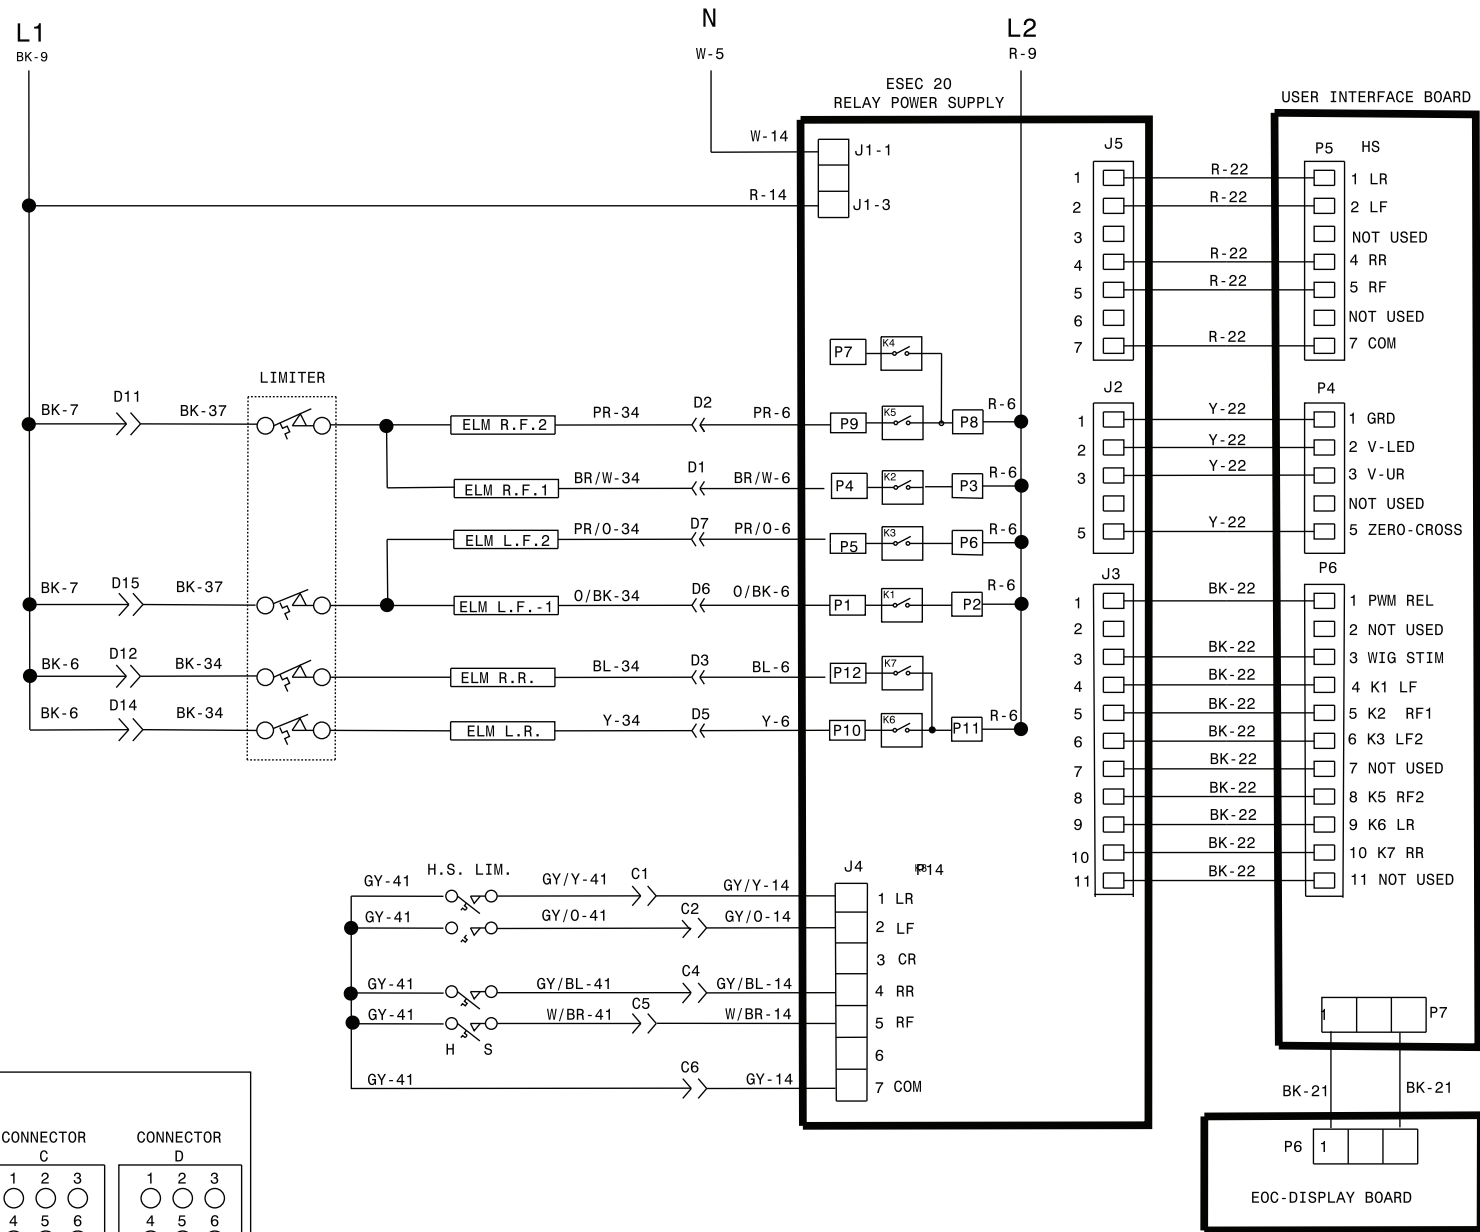 L1
BK-9
N
W-5
L2
R-9
ESEC 20
RELAY POWER SUPPLY
USER INTERFACE BOARD
W-14
J1-1
R-14
J1-3
J5
P5 HS
1 R-22 1 LR
2 R-22 2 LF
3 NOT USED
4 R-22 4 RR
5 R-22 5 RF
6 NOT USED
7 R-22 7 COM
J2 P4
1 Y-22 1 GRD
2 Y-22 2 V-LED
3 Y-22 3 V-UR
NOT USED
5 Y-22 5 ZERO-CROSS
J3 P6
1 BK-22 1 PWM REL
2 2 NOT USED
3 BK-22 3 WIG STIM
4 BK-22 4 K1 LF
5 BK-22 5 K2 RF1
6 BK-22 6 K3 LF2
7 BK-22 7 NOT USED
8 BK-22 8 K5 RF2
9 BK-22 9 K6 LR
10 BK-22 10 K7 RR
11 BK-22 11 NOT USED
LIMITER
P7 K4
BK-7 D11 BK-37 ELM R.F.2 PR-34 D2 PR-6 P9 K5 P8 R-6
ELM R.F.1 BR/W-34 D1 BR/W-6 P4 K2 P3 R-6
ELM L.F.2 PR/O-34 D7 PR/O-6 P5 K3 P6 R-6
BK-7 D15 BK-37 ELM L.F.-1 O/BK-34 D6 O/BK-6 P1 K1 P2 R-6
BK-6 D12 BK-34 ELM R.R. BL-34 D3 BL-6 P12 K7
BK-6 D14 BK-34 ELM L.R. Y-34 D5 Y-6 P10 K6 P11 R-6
H.S. LIM.
J4 P14
GY-41 GY/Y-41 C1 GY/Y-14 1 LR
GY-41 GY/O-41 C2 GY/O-14 2 LF
3 CR
GY-41 GY/BL-41 C4 GY/BL-14 4 RR
GY-41 W/BR-41 C5 W/BR-14 5 RF
H S
6
GY-41 C6 GY-14 7 COM
1 P7
BK-21 BK-21
P6 1
EOC-DISPLAY BOARD
CONNECTOR
C
1 2 3
4 5 6
CONNECTOR
D
1 2 3
4 5 6